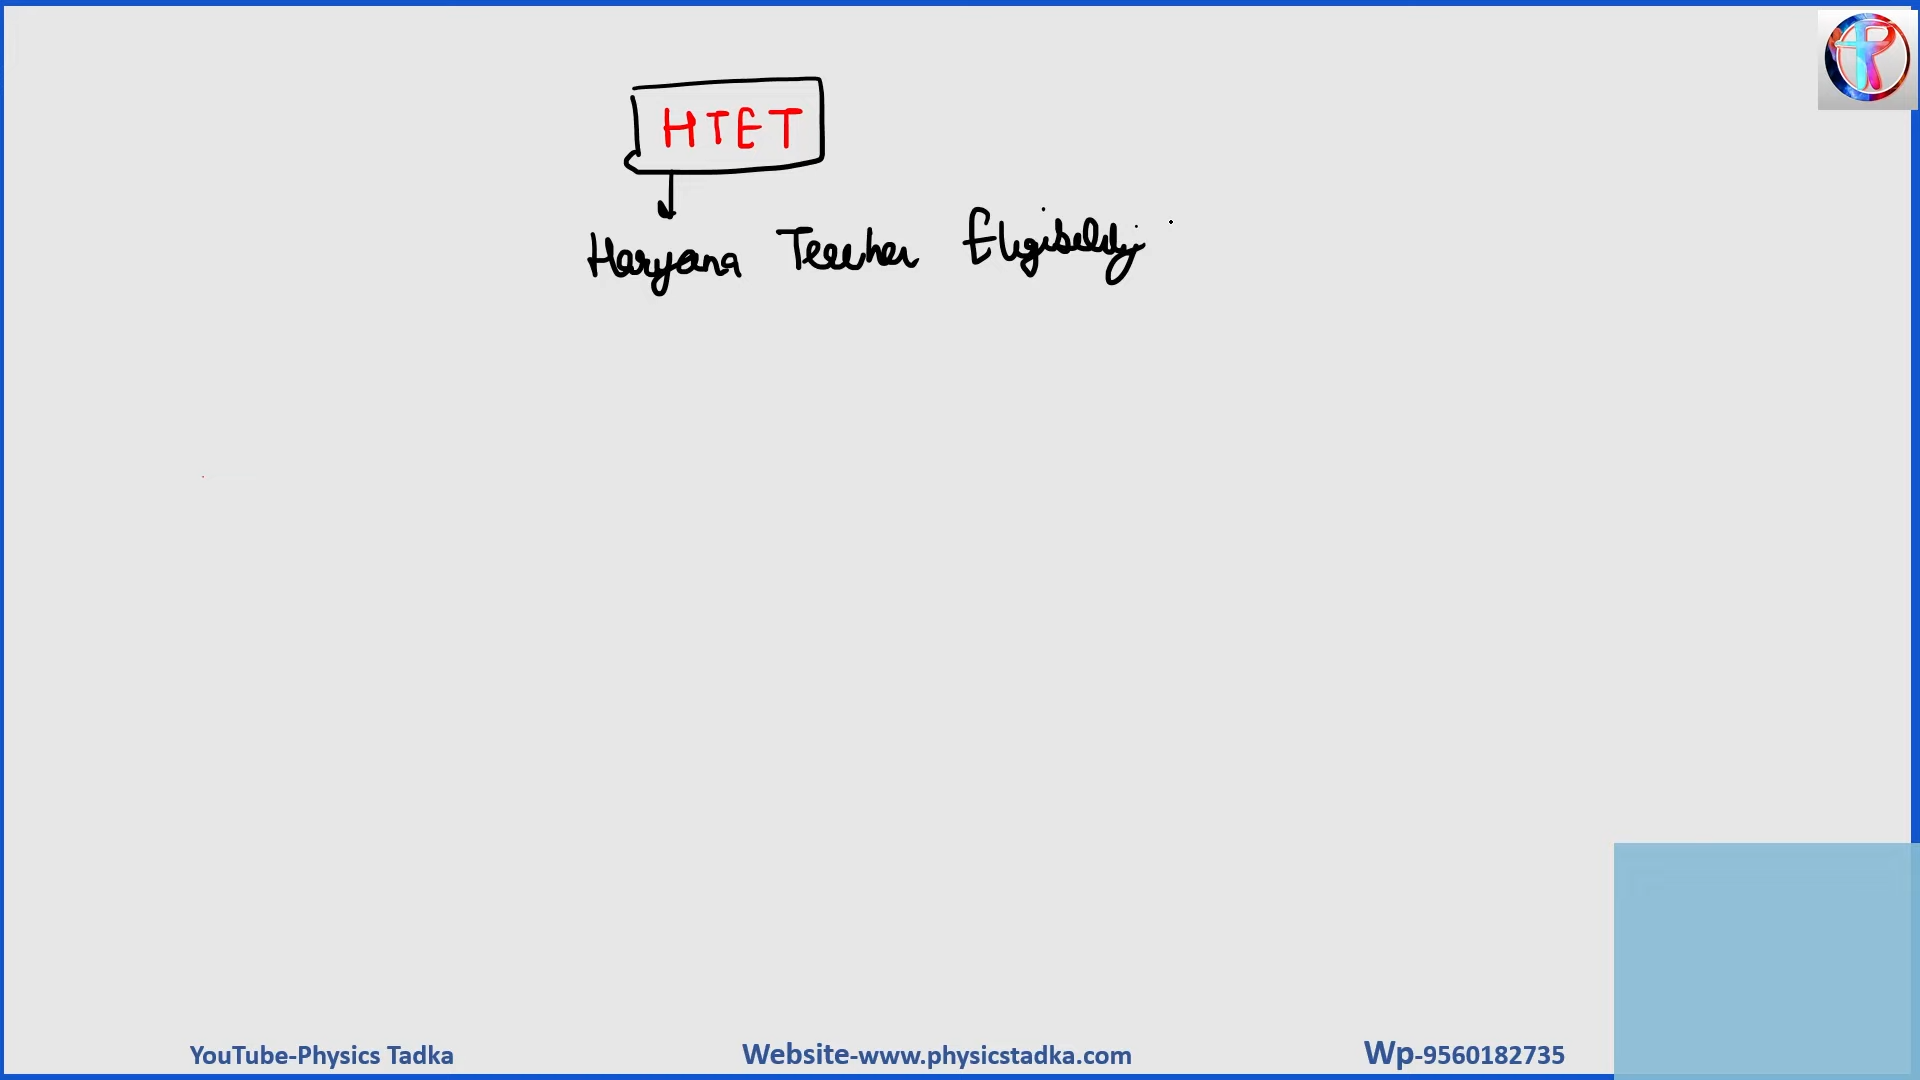 HTET
Haryana Teacher Eligibility
YouTube-Physics Tadka
Website-www.physicstadka.com
Wp-9560182735